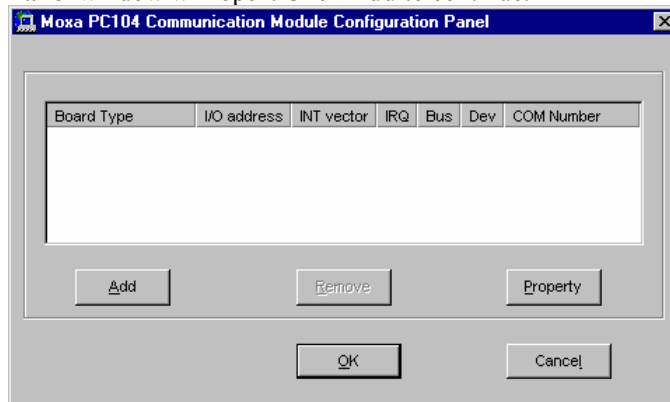 Moxa PC104 Communication Module Configuration Panel
Board Type I/O address INT vector IRQ Bus Dev COM Number
Add Remove Property
OK Cancel